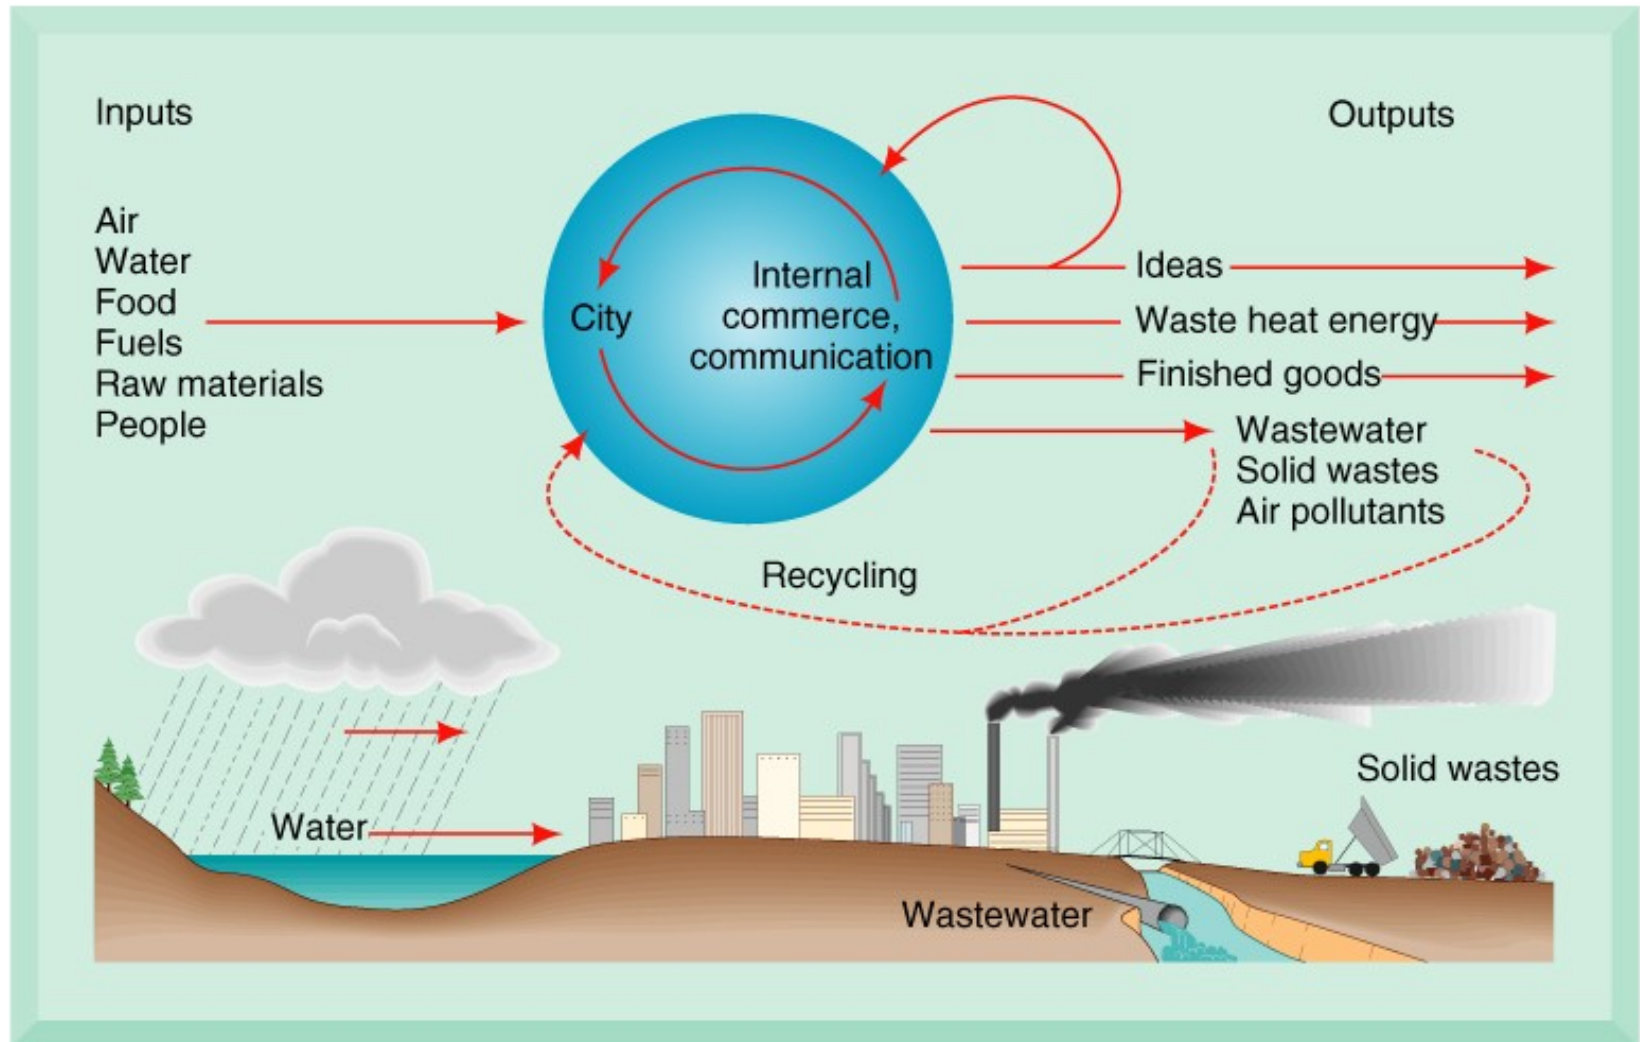 Inputs
Outputs
Air
Water
Food
Fuels
Raw materials
People
City
Internal
commerce,
communication
Ideas
Waste heat energy
Finished goods
Wastewater
Solid wastes
Air pollutants
Recycling
Solid wastes
Water
Wastewater